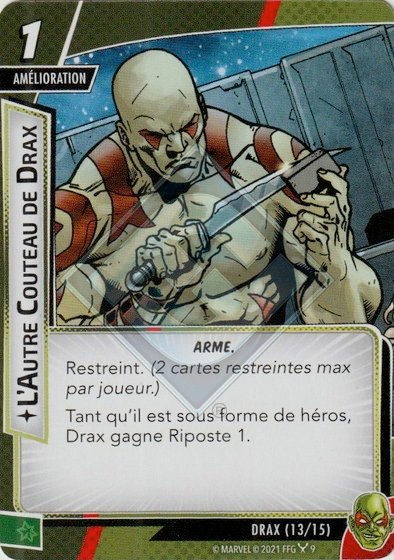 1
AMÉLIORATION
L'AUTRE COUTEAU DE DRAX
ARME.
Restreint. (2 cartes restreintes max
par joueur.)
Tant qu'il est sous forme de héros,
Drax gagne Riposte 1.
DRAX (13/15)
© MARVEL © 2021 FFG 9